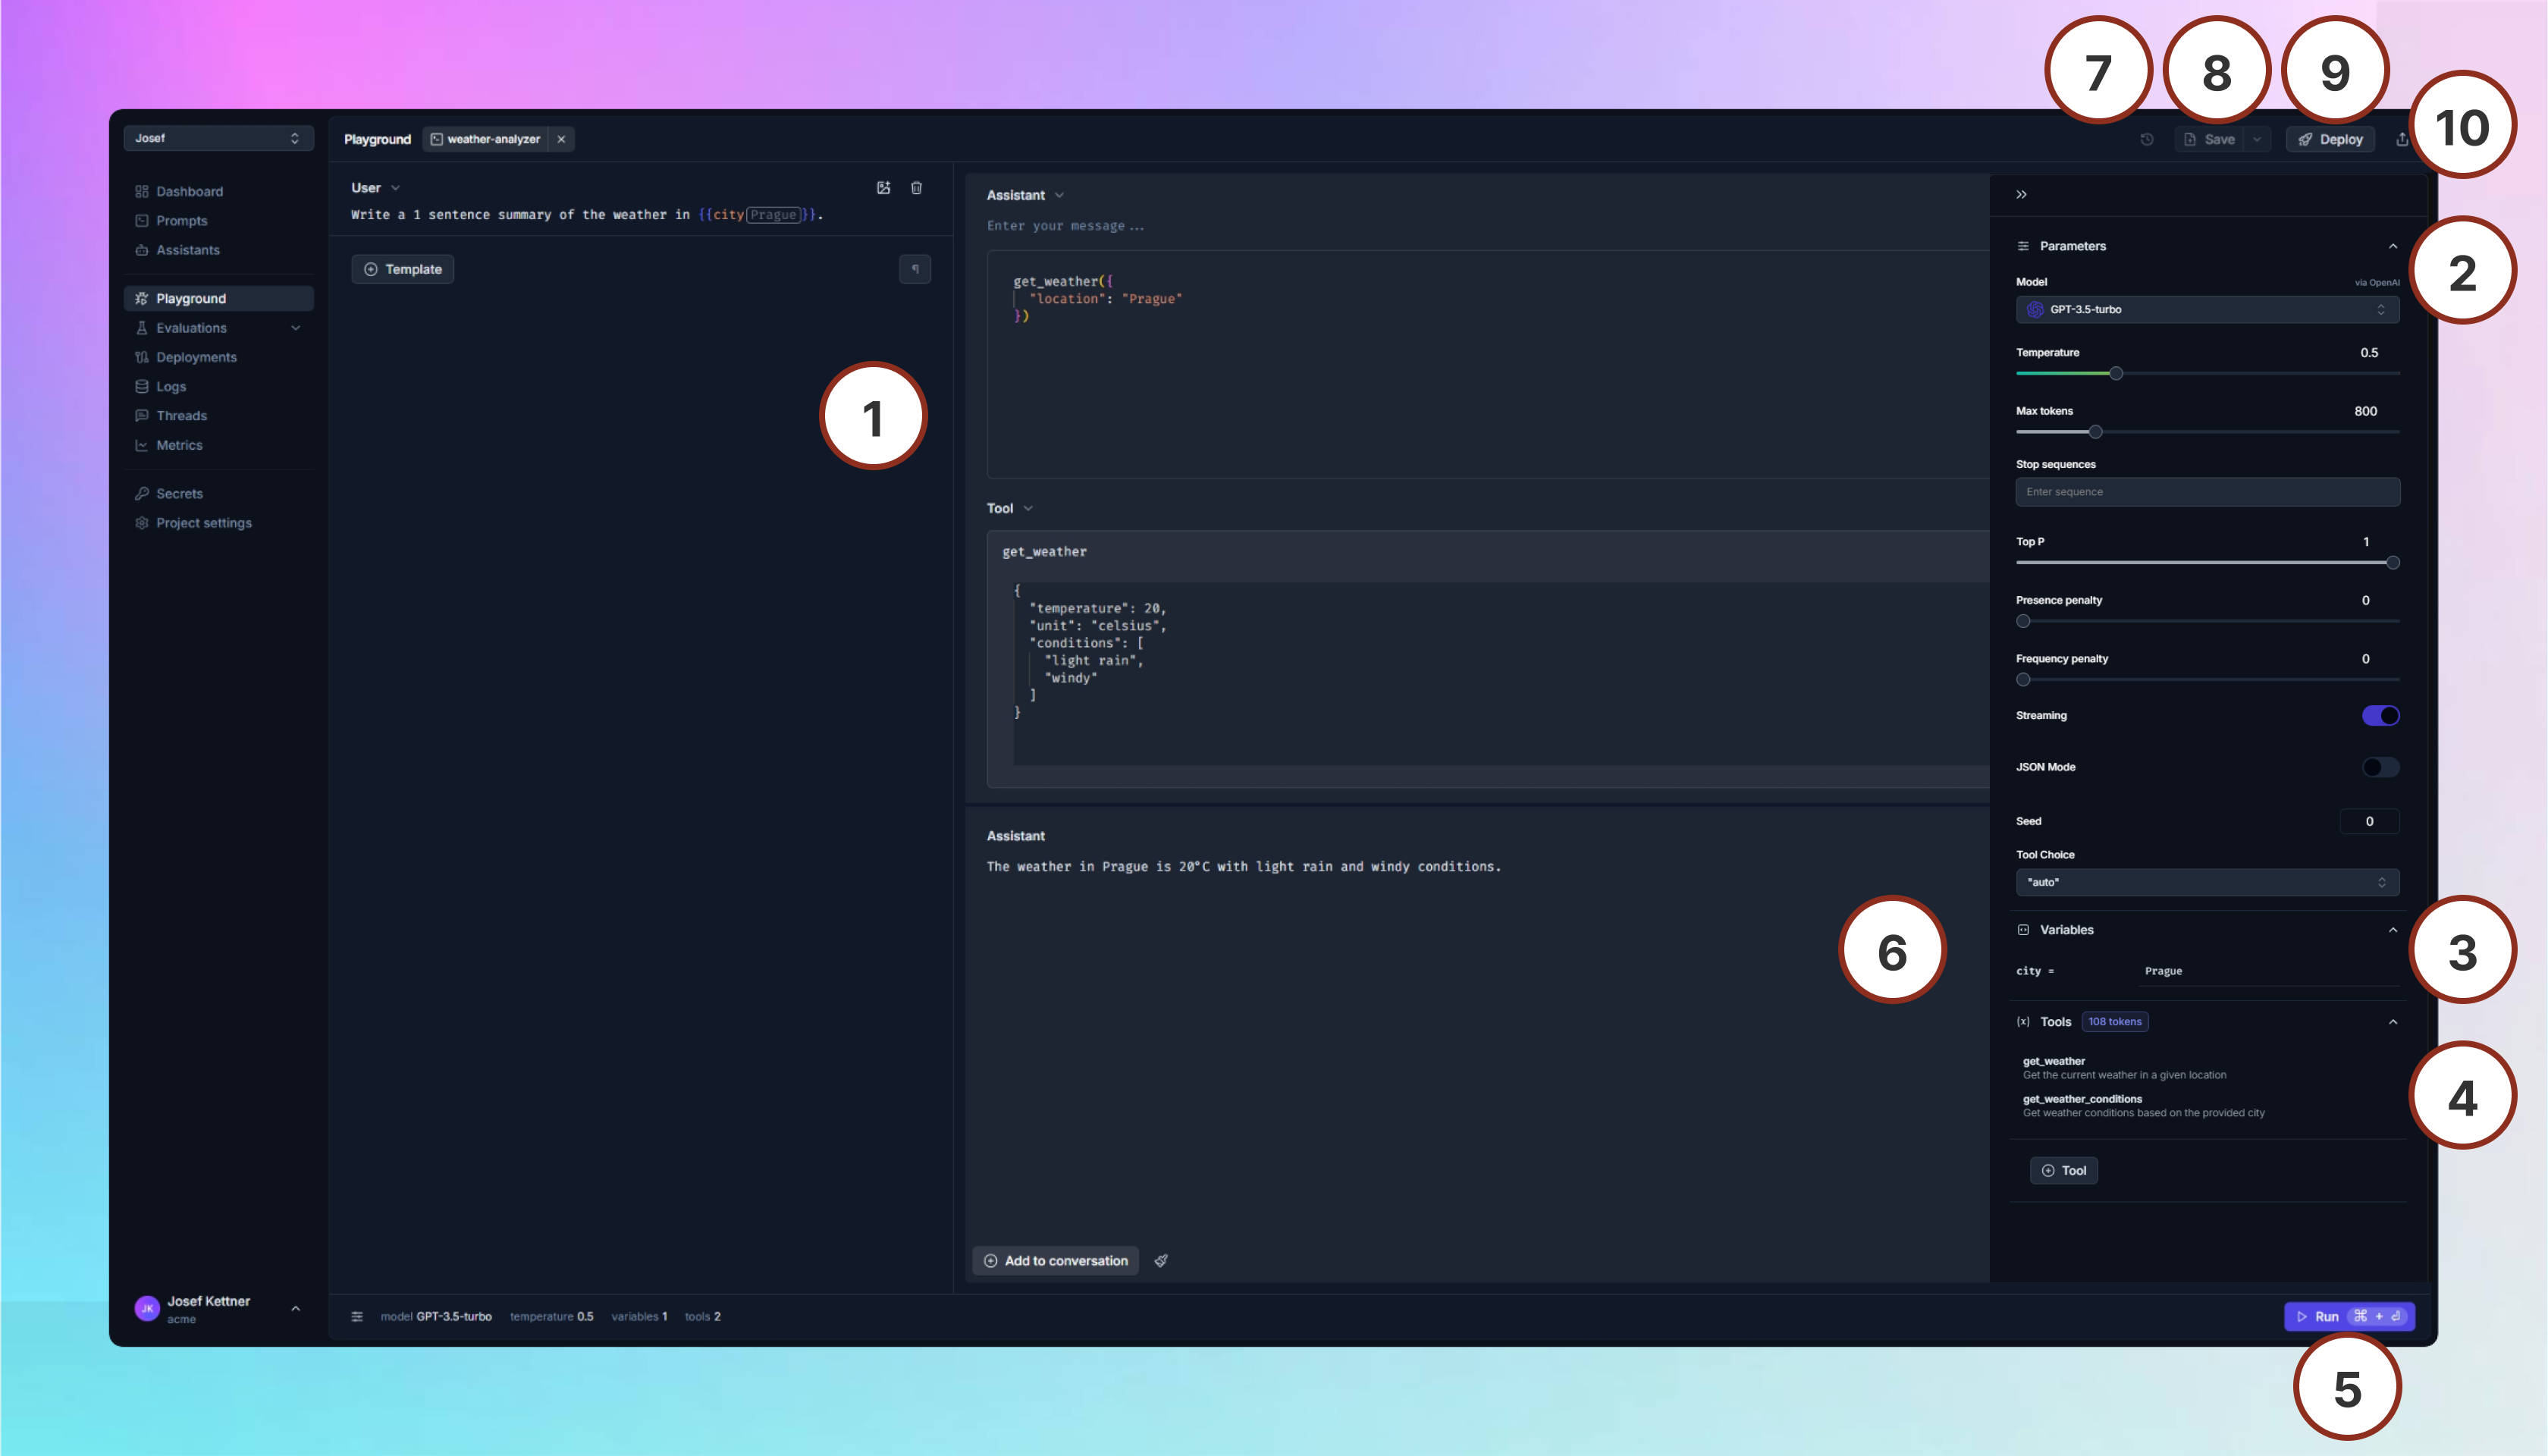 7
8
9
10
Josef
Playground
weather-analyzer
Save
Deploy
Dashboard
Prompts
Assistants
Playground
Evaluations
Deployments
Logs
Threads
Metrics
Secrets
Project settings
Josef Kettner
acme
JK
User
Write a 1 sentence summary of the weather in {{city Prague}}.
Template
¶
1
Assistant
Enter your message ...
get_weather({
"location": "Prague"
})
Tool
get_weather
{
"temperature": 20,
"unit": "celsius",
"conditions": [
"light rain",
"windy"
]
}
Assistant
The weather in Prague is 20°C with light rain and windy conditions.
6
Add to conversation
Parameters
2
Model via OpenAI
GPT-3.5-turbo
Temperature 0.5
Max tokens 800
Stop sequences
Enter sequence
Top P 1
Presence penalty 0
Frequency penalty 0
Streaming
JSON Mode
Seed 0
Tool Choice
"auto"
Variables
3
city = Prague
{x} Tools 108 tokens
get_weather
Get the current weather in a given location
4
get_weather_conditions
Get weather conditions based on the provided city
Tool
model GPT-3.5-turbo temperature 0.5 variables 1 tools 2
Run ⌘ + ⏎
5